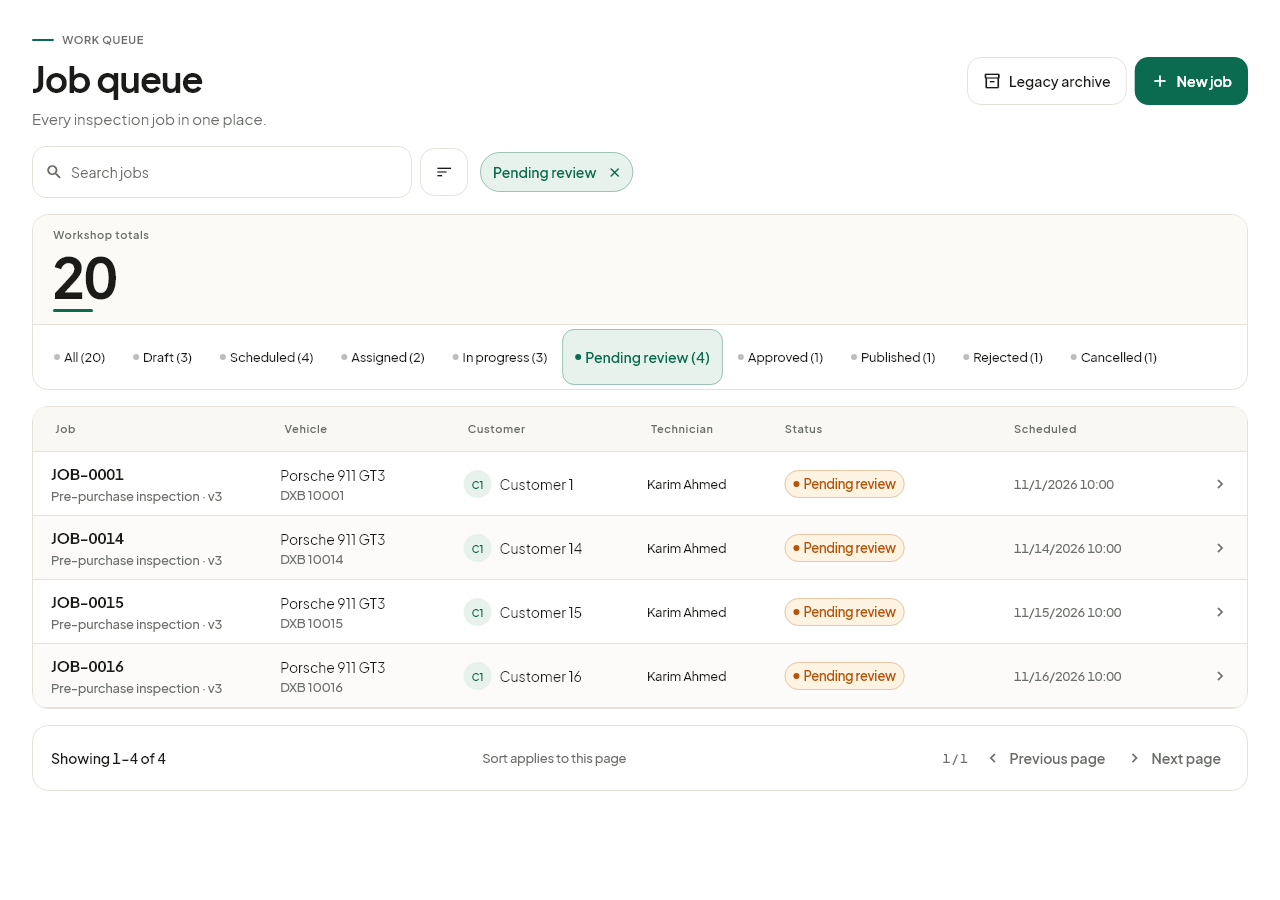 WORK QUEUE
Job queue
Every inspection job in one place.
Legacy archive
New job
Search jobs
Pending review
Workshop totals
20
All (20) Draft (3) Scheduled (4) Assigned (2) In progress (3) Pending review (4) Approved (1) Published (1) Rejected (1) Cancelled (1)
Job Vehicle Customer Technician Status Scheduled
JOB-0001 Porsche 911 GT3 C1 Customer 1 Karim Ahmed Pending review 11/1/2026 10:00
Pre-purchase inspection · v3 DXB 10001
JOB-0014 Porsche 911 GT3 C1 Customer 14 Karim Ahmed Pending review 11/14/2026 10:00
Pre-purchase inspection · v3 DXB 10014
JOB-0015 Porsche 911 GT3 C1 Customer 15 Karim Ahmed Pending review 11/15/2026 10:00
Pre-purchase inspection · v3 DXB 10015
JOB-0016 Porsche 911 GT3 C1 Customer 16 Karim Ahmed Pending review 11/16/2026 10:00
Pre-purchase inspection · v3 DXB 10016
Showing 1–4 of 4 Sort applies to this page 1 / 1 Previous page Next page